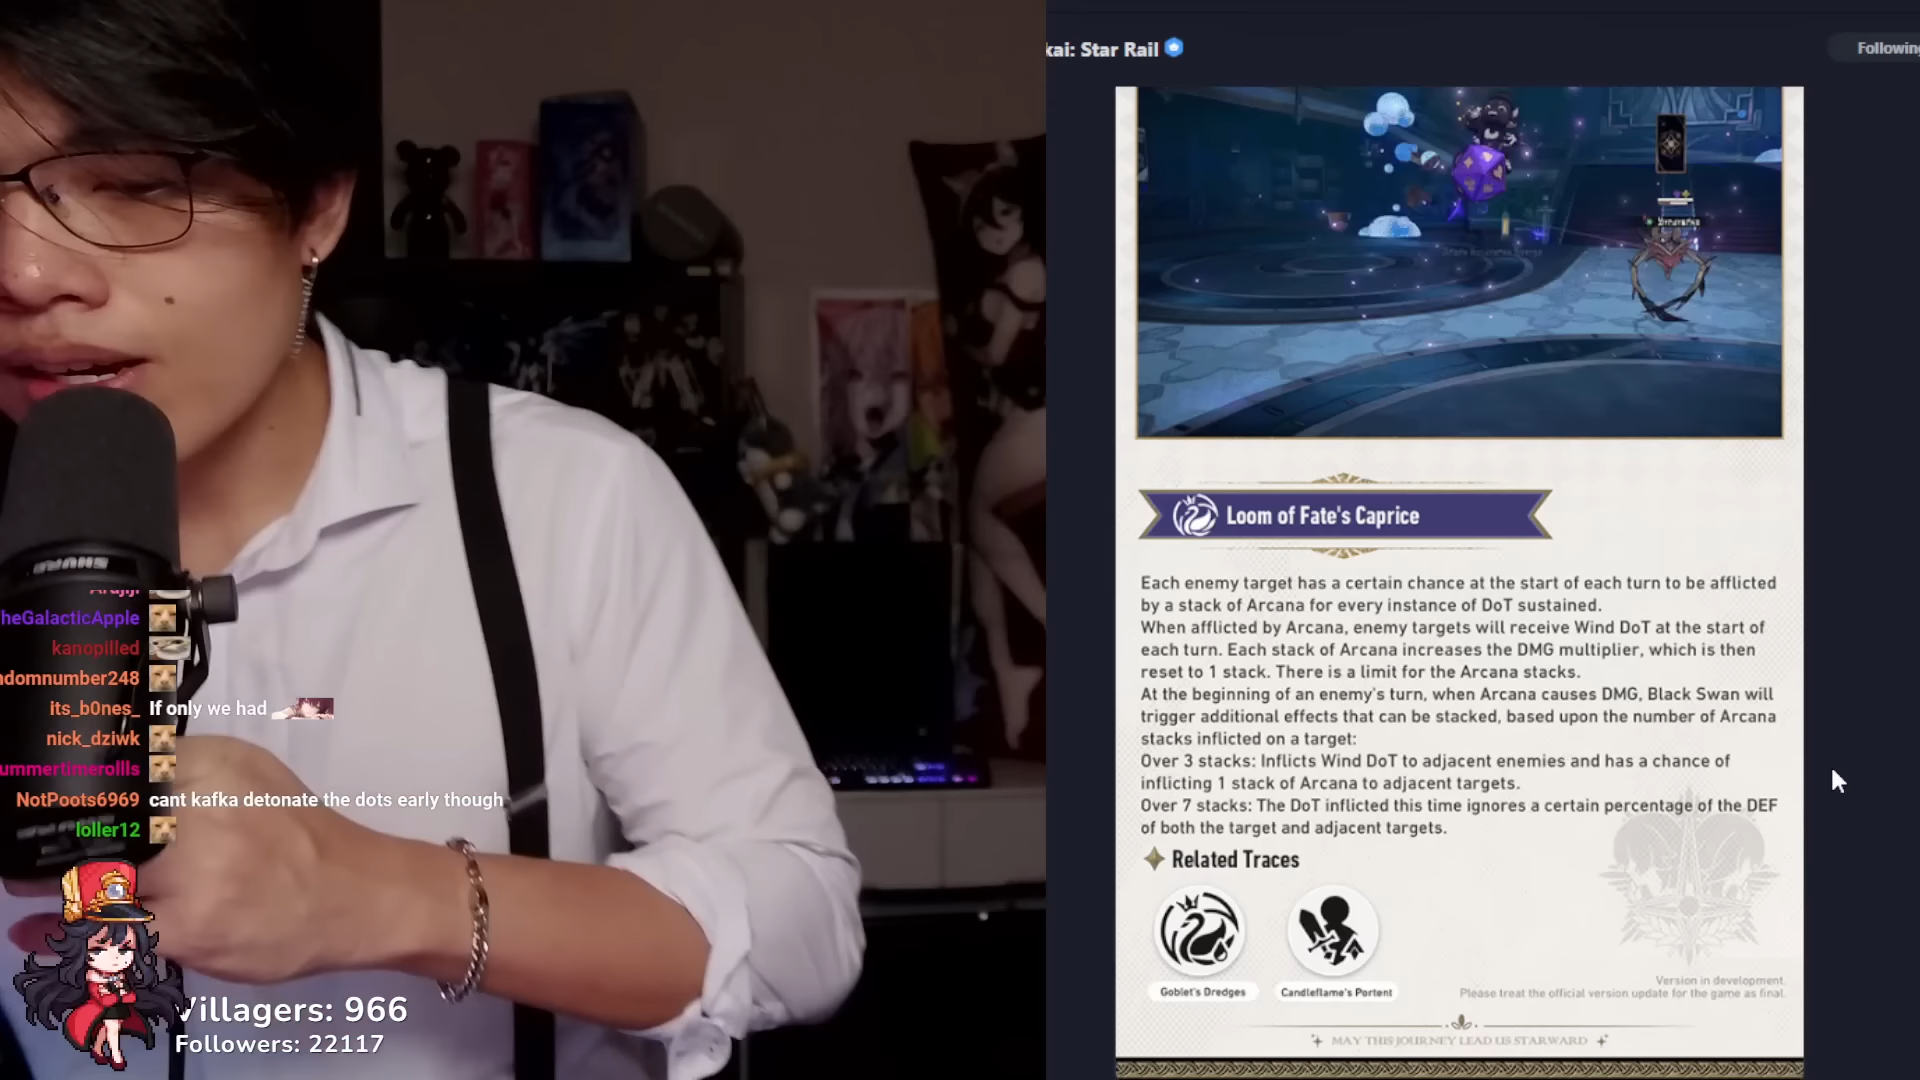 kai: Star Rail
Following
Loom of Fate's Caprice
Each enemy target has a certain chance at the start of each turn to be afflicted
by a stack of Arcana for every instance of DoT sustained.
When afflicted by Arcana, enemy targets will receive Wind DoT at the start of
each turn. Each stack of Arcana increases the DMG multiplier, which is then
reset to 1 stack. There is a limit for the Arcana stacks.
At the beginning of an enemy's turn, when Arcana causes DMG, Black Swan will
trigger additional effects that can be stacked, based upon the number of Arcana
stacks inflicted on a target:
Over 3 stacks: Inflicts Wind DoT to adjacent enemies and has a chance of
inflicting 1 stack of Arcana to adjacent targets.
Over 7 stacks: The DoT inflicted this time ignores a certain percentage of the DEF
of both the target and adjacent targets.
Related Traces
Goblet's Dredges
Candleflame's Portent
Version in development.
Please treat the official version update for the game as final.
MAY THIS JOURNEY LEAD US STARWARD
SHURE
heGalacticApple
kanopilled
ndomnumber248
its_b0nes_ If only we had
nick_dziwk
ummertimerollls
NotPoots6969 cant kafka detonate the dots early though
loller12
Villagers: 966
Followers: 22117